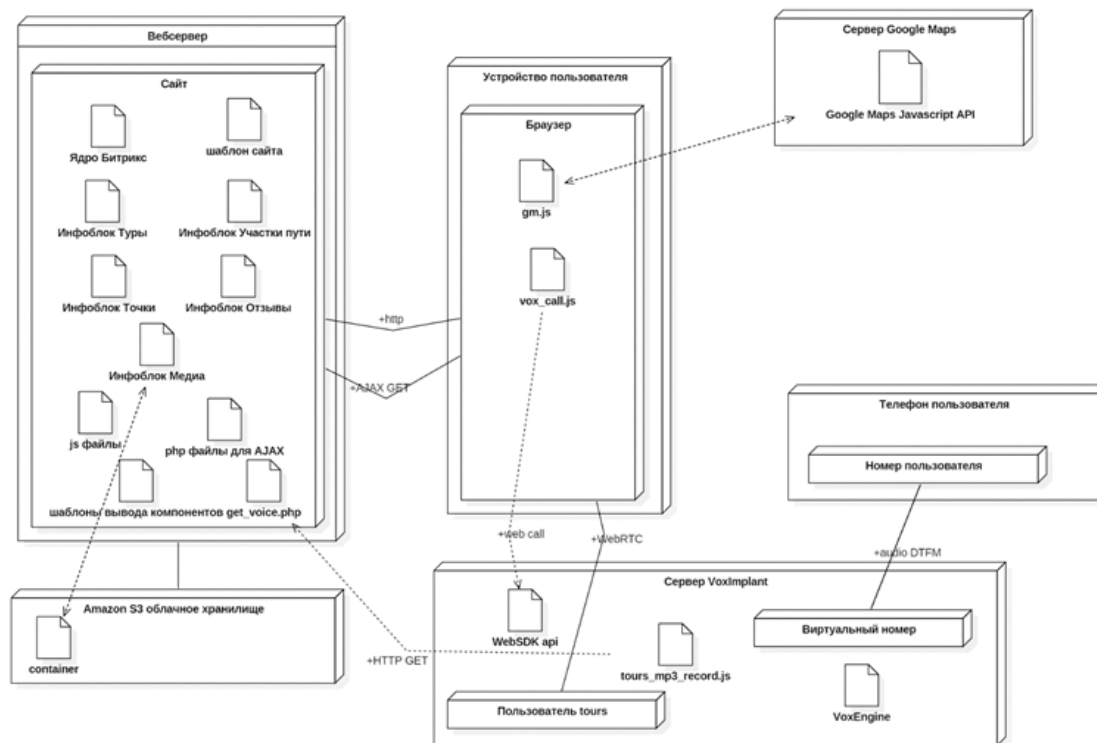 Вебсервер
Сайт
Ядро Битрикс
шаблон сайта
Инфоблок Туры
Инфоблок Участки пути
Инфоблок Точки
Инфоблок Отзывы
Инфоблок Медиа
js файлы
php файлы для AJAX
шаблоны вывода компонентов
get_voice.php
Amazon S3 облачное хранилище
container
+http
+AJAX GET
Устройство пользователя
Браузер
gm.js
vox_call.js
Сервер Google Maps
Google Maps Javascript API
Телефон пользователя
Номер пользователя
+web call
+WebRTC
+audio DTFM
+HTTP GET
Сервер VoxImplant
WebSDK api
tours_mp3_record.js
Виртуальный номер
VoxEngine
Пользователь tours